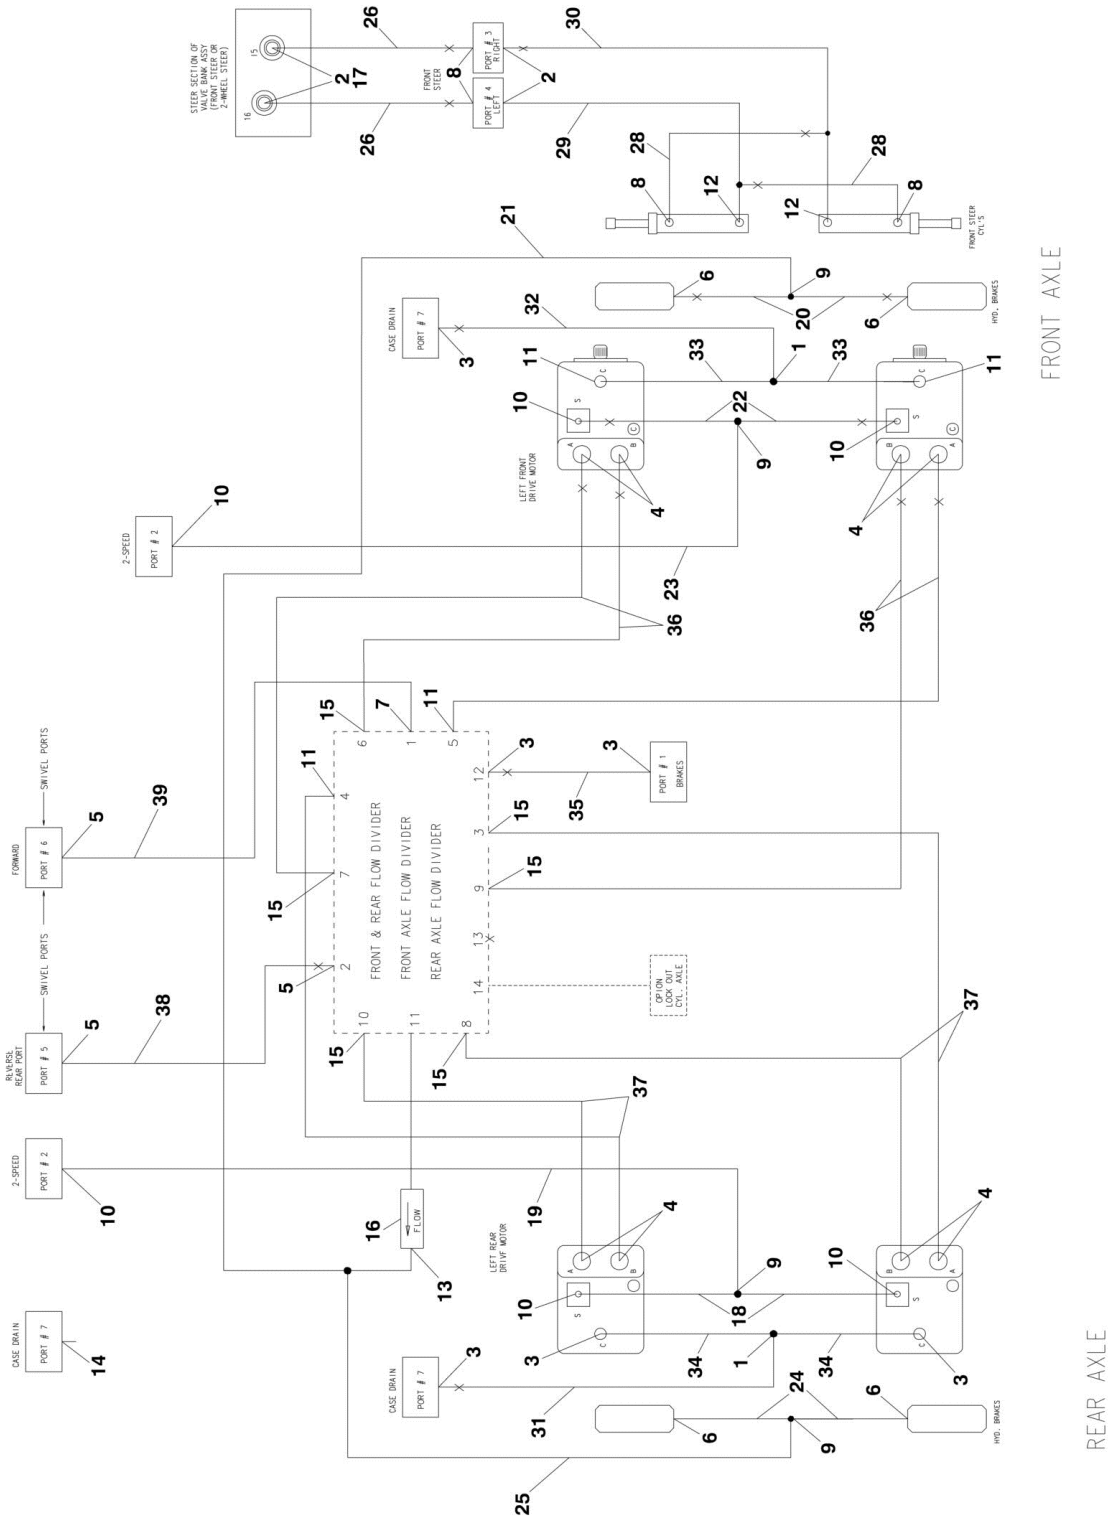 CASE DRAIN
PORT # 7
14
2-SPEED
PORT # 2
10
REVERSE
REAR PORT
PORT # 5
5
38
SWIVEL PORTS
FORWARD
PORT # 6
5
39
SWIVEL PORTS
2-SPEED
PORT # 2
10
STEER SECTION OF
VALVE BANK ASSY
(FRONT STEER OR
2-WHEEL STEER)
16
15
2
17
26
26
FRONT
STEER
8
PORT # 4
LEFT
PORT # 3
RIGHT
2
29
30
28
28
8
12
12
8
FRONT STEER
CYL'S
21
15
5
15
11
15
7
11
2
7
4
10
11
8
6
1
5
FRONT & REAR FLOW DIVIDER
FRONT AXLE FLOW DIVIDER
REAR AXLE FLOW DIVIDER
14
13
9
3
12
15
15
15
3
16
FLOW
13
35
3
PORT # 1
BRAKES
OPION
LOCK OUT
CYL. AXLE
CASE DRAIN
PORT # 7
3
32
LEFT FRONT
DRIVE MOTOR
11
10
C
S
C
A
B
4
23
36
33
33
1
22
9
10
11
C
S
C
B
A
4
36
6
9
20
6
HYD. BRAKES
FRONT AXLE
CASE DRAIN
PORT # 7
3
31
25
LEFT REAR
DRIVF MOTOR
19
37
A
B
4
S
C
10
3
34
34
1
18
9
10
3
B
A
S
C
4
37
6
24
9
6
HYD. BRAKES
REAR AXLE